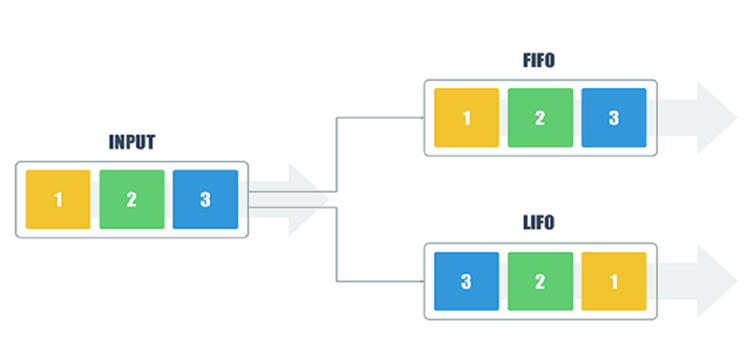 FIFO
1 2 3
INPUT
1 2 3
LIFO
3 2 1